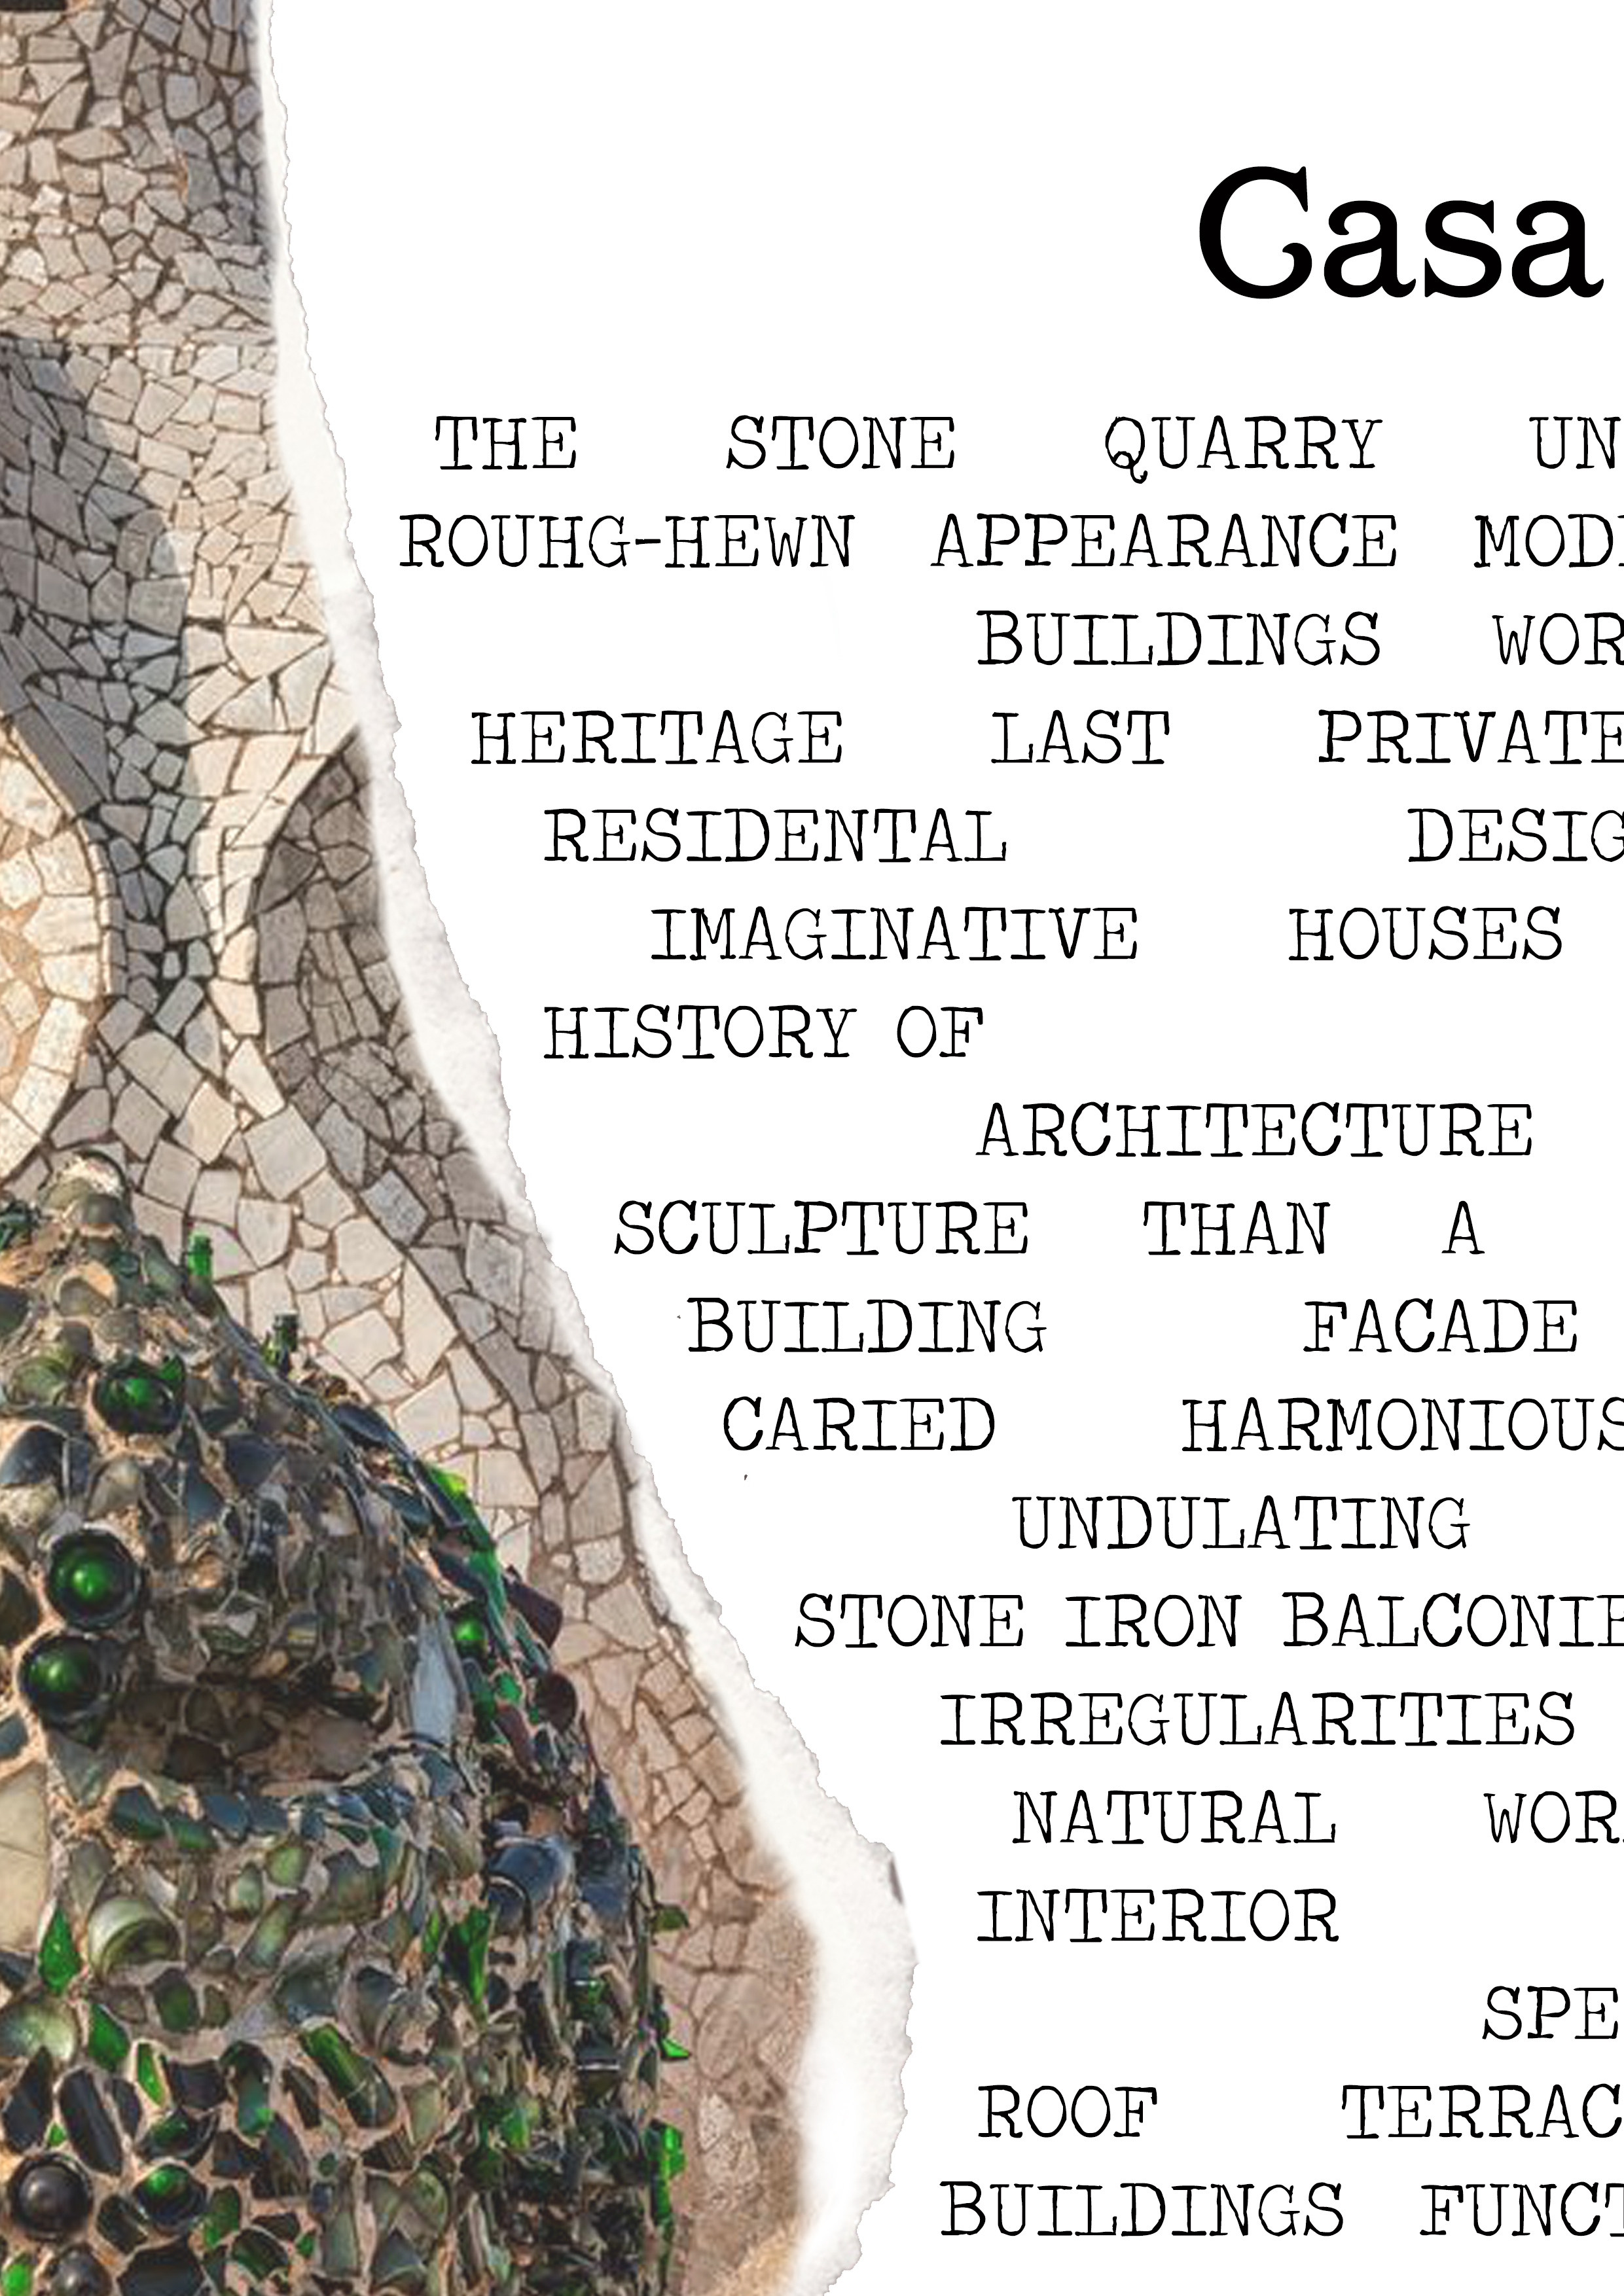 Casa
THE STONE QUARRY UN
ROUHG-HEWN APPEARANCE MODE
BUILDINGS WOR
HERITAGE LAST PRIVATE
RESIDENTAL DESIG
IMAGINATIVE HOUSES
HISTORY OF
ARCHITECTURE
SCULPTURE THAN A
BUILDING FACADE
CARIED HARMONIOUS
UNDULATING
STONE IRON BALCONIE
IRREGULARITIES
NATURAL WOR
INTERIOR
SPE
ROOF TERRAC
BUILDINGS FUNCT